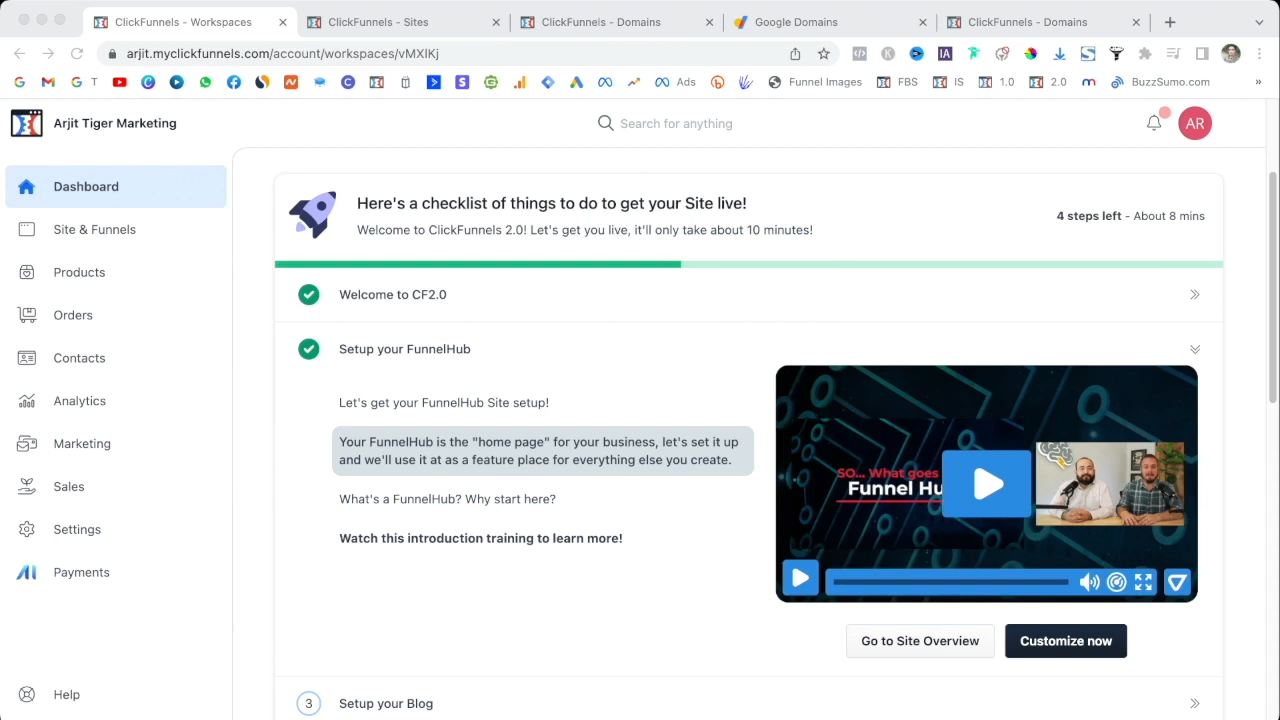 ClickFunnels - Workspaces
ClickFunnels - Sites
ClickFunnels - Domains
Google Domains
ClickFunnels - Domains
arjit.myclickfunnels.com/account/workspaces/vMXIKj
G T
Ads
Funnel Images
FBS
IS
1.0
2.0
BuzzSumo.com
Arjit Tiger Marketing
Search for anything
AR
Dashboard
Site & Funnels
Products
Orders
Contacts
Analytics
Marketing
Sales
Settings
Payments
Help
Here's a checklist of things to do to get your Site live!
Welcome to ClickFunnels 2.0! Let's get you live, it'll only take about 10 minutes!
4 steps left - About 8 mins
Welcome to CF2.0
Setup your FunnelHub
Let's get your FunnelHub Site setup!
Your FunnelHub is the "home page" for your business, let's set it up
and we'll use it at as a feature place for everything else you create.
What's a FunnelHub? Why start here?
Watch this introduction training to learn more!
SO... What goes
Funnel Hu
Go to Site Overview
Customize now
3
Setup your Blog